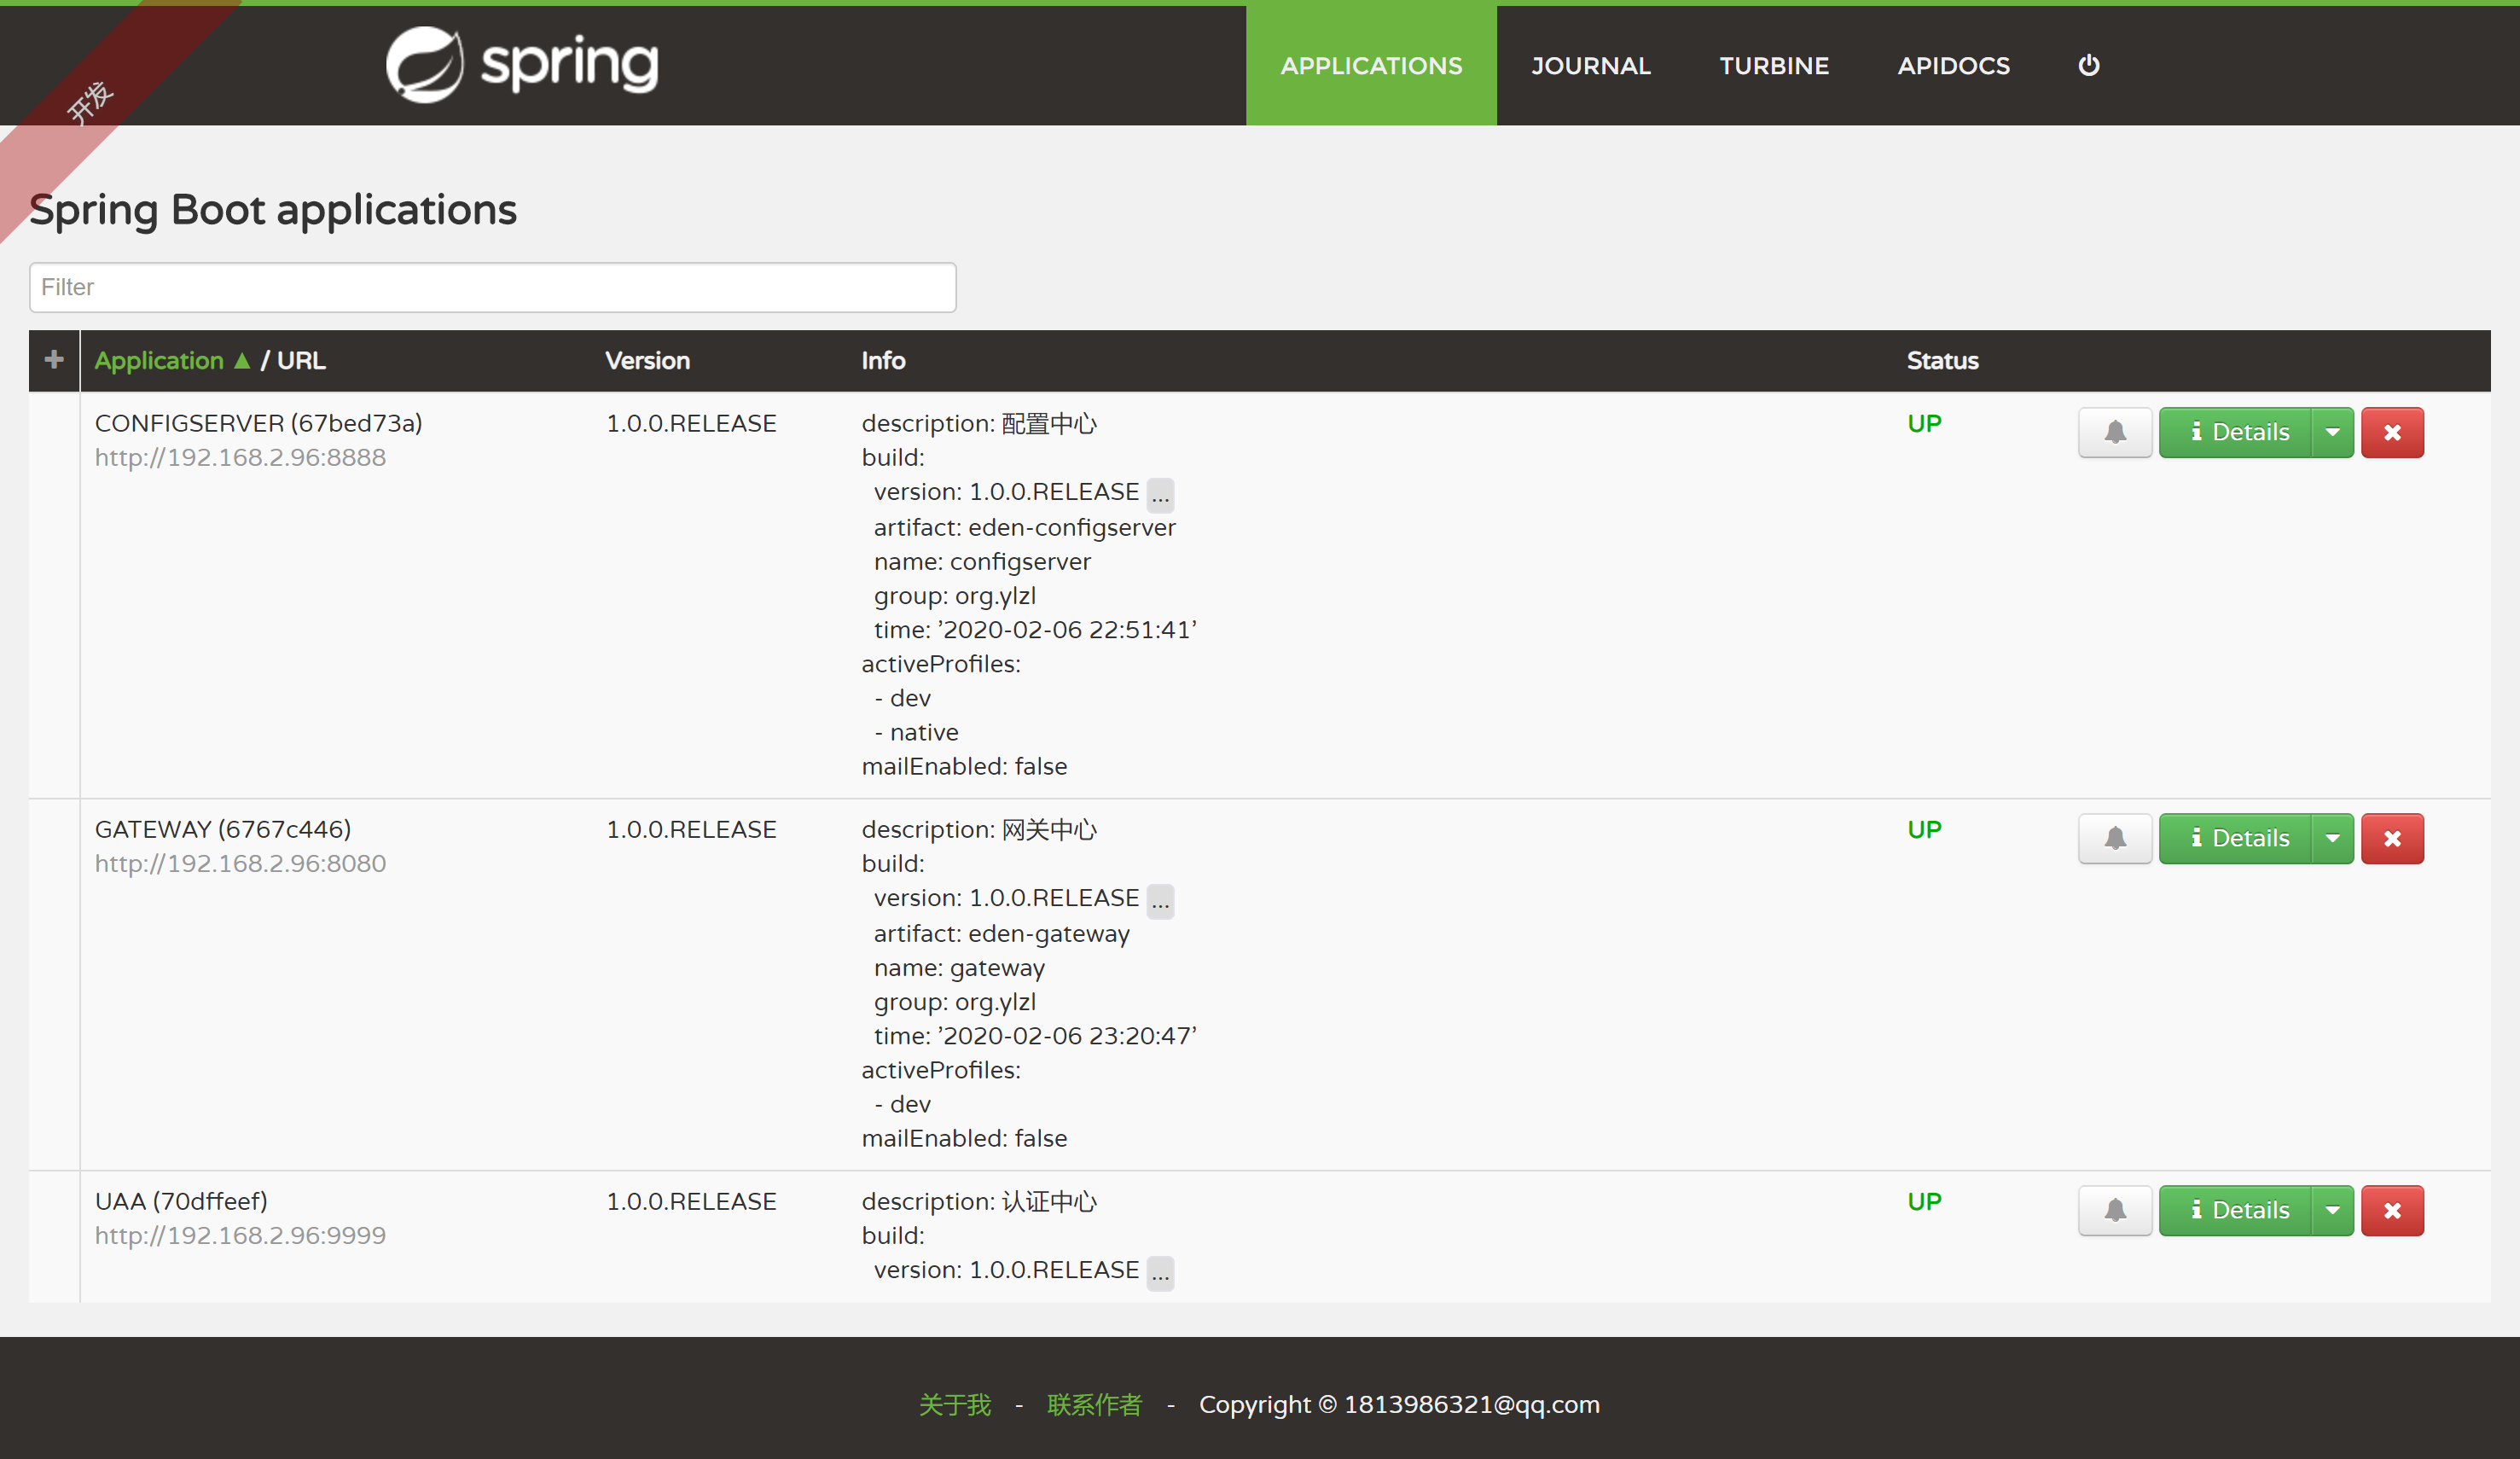 开发
spring
APPLICATIONS JOURNAL TURBINE APIDOCS
Spring Boot applications
Filter
Application ▲ / URL Version Info Status
CONFIGSERVER (67bed73a) 1.0.0.RELEASE description: 配置中心 UP Details
http://192.168.2.96:8888 build:
version: 1.0.0.RELEASE ...
artifact: eden-configserver
name: configserver
group: org.ylzl
time: '2020-02-06 22:51:41'
activeProfiles:
- dev
- native
mailEnabled: false
GATEWAY (6767c446) 1.0.0.RELEASE description: 网关中心 UP Details
http://192.168.2.96:8080 build:
version: 1.0.0.RELEASE ...
artifact: eden-gateway
name: gateway
group: org.ylzl
time: '2020-02-06 23:20:47'
activeProfiles:
- dev
mailEnabled: false
UAA (70dffeef) 1.0.0.RELEASE description: 认证中心 UP Details
http://192.168.2.96:9999 build:
version: 1.0.0.RELEASE ...
关于我 - 联系作者 - Copyright © 1813986321@qq.com